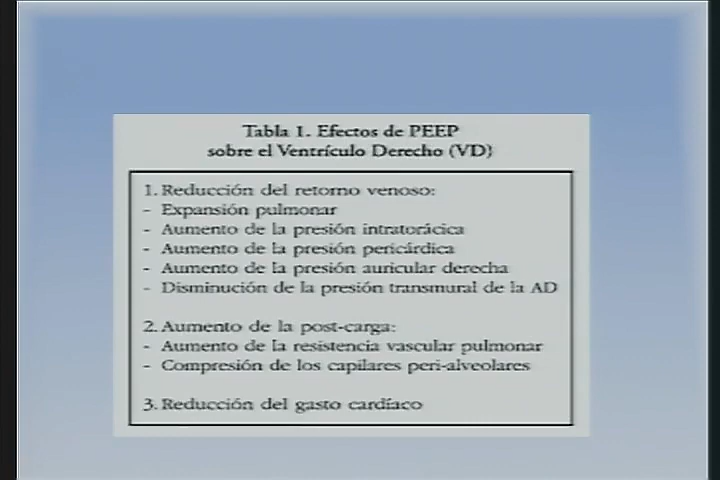 Tabla 1. Efectos de PEEP
sobre el Ventrículo Derecho (VD)
1. Reducción del retorno venoso:
- Expansión pulmonar
- Aumento de la presión intratorácica
- Aumento de la presión pericárdica
- Aumento de la presión auricular derecha
- Disminución de la presión transmural de la AD
2. Aumento de la post-carga:
- Aumento de la resistencia vascular pulmonar
- Compresión de los capilares peri-alveolares
3. Reducción del gasto cardíaco